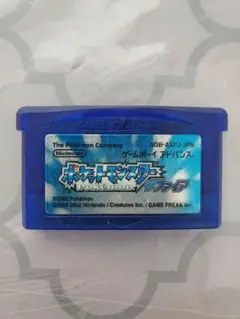 The Pokémon Company AGB-AXPJ-JPN
Nintendo ゲームボーイ アドバンス
ポケットモンスター
サファイア
©2002 Pokémon
©1995-2002 Nintendo / Creatures inc. / GAME FREAK inc.